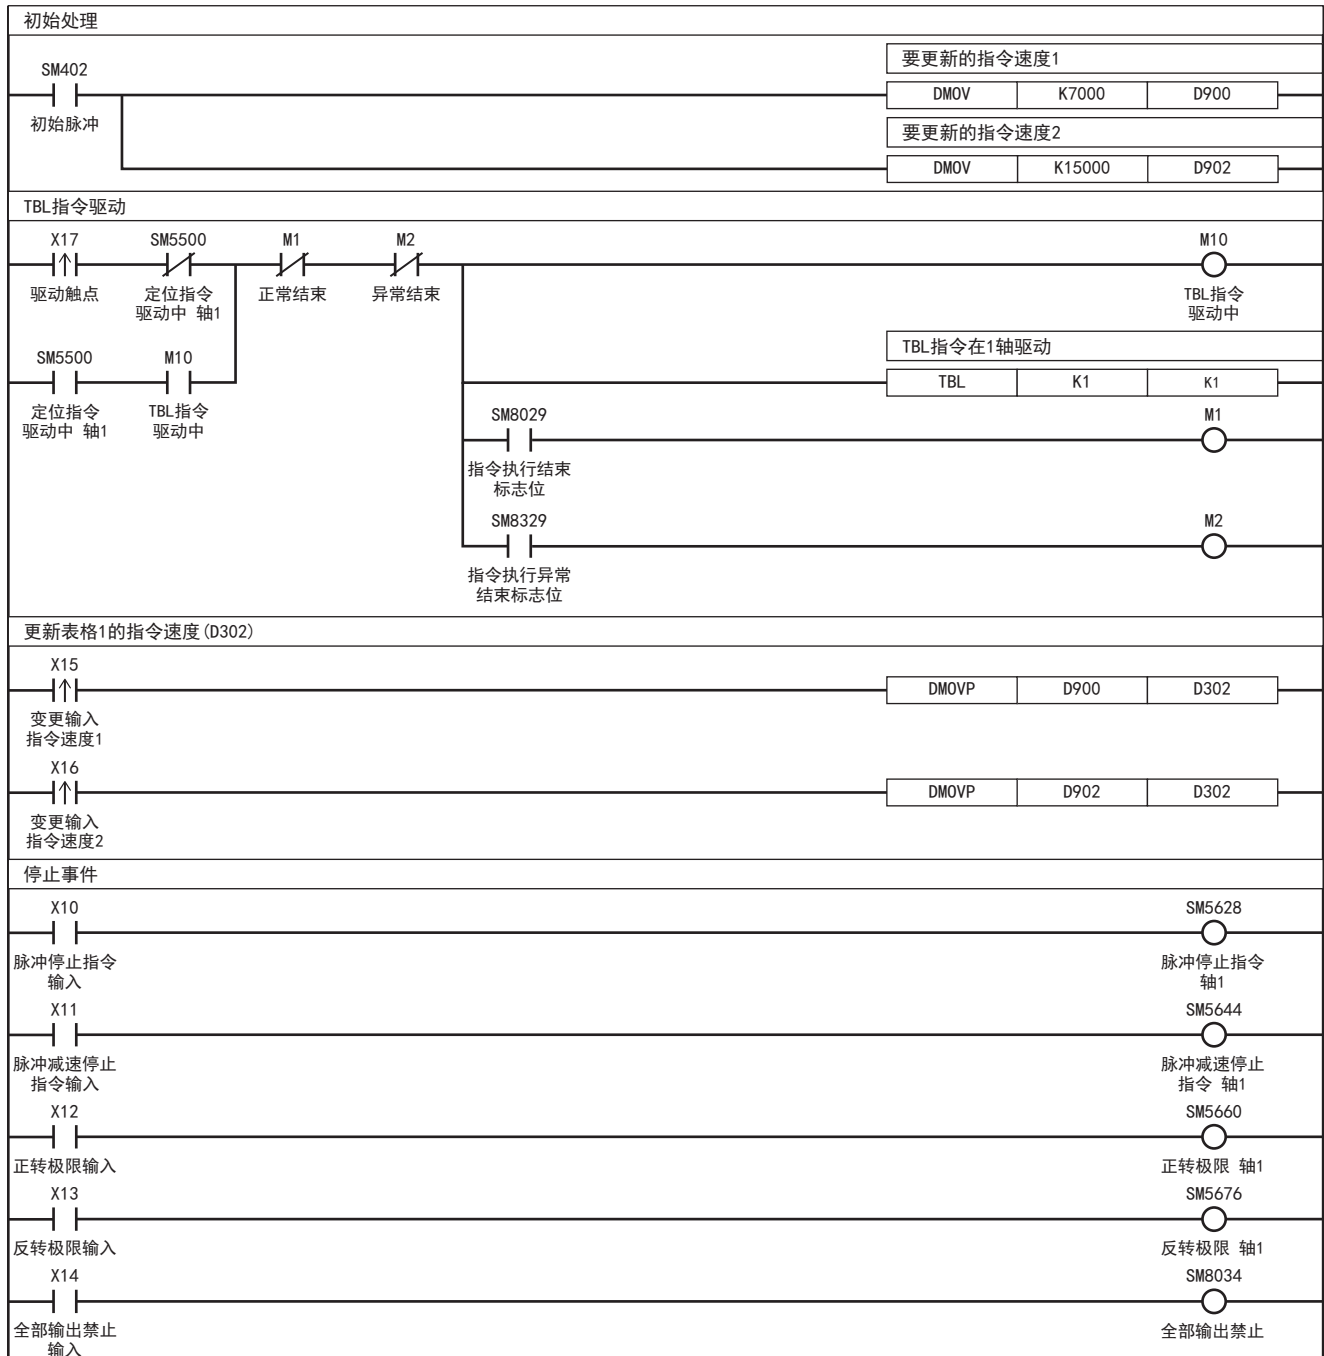 初始处理
要更新的指令速度1
SM402
DMOV K7000 D900
初始脉冲
要更新的指令速度2
DMOV K15000 D902
TBL指令驱动
X17 SM5500 M1 M2 M10
驱动触点 定位指令 正常结束 异常结束 TBL指令
驱动中 轴1 驱动中
TBL指令在1轴驱动
SM5500 M10
TBL K1 K1
定位指令 TBL指令 SM8029 M1
驱动中 轴1 驱动中
指令执行结束
标志位
SM8329 M2
指令执行异常
结束标志位
更新表格1的指令速度(D302)
X15
DMOVP D900 D302
变更输入
指令速度1
X16
DMOVP D902 D302
变更输入
指令速度2
停止事件
X10 SM5628
脉冲停止指令 脉冲停止指令
输入 轴1
X11 SM5644
脉冲减速停止 脉冲减速停止
指令输入 指令 轴1
X12 SM5660
正转极限输入 正转极限 轴1
X13 SM5676
反转极限输入 反转极限 轴1
X14 SM8034
全部输出禁止 全部输出禁止
输入